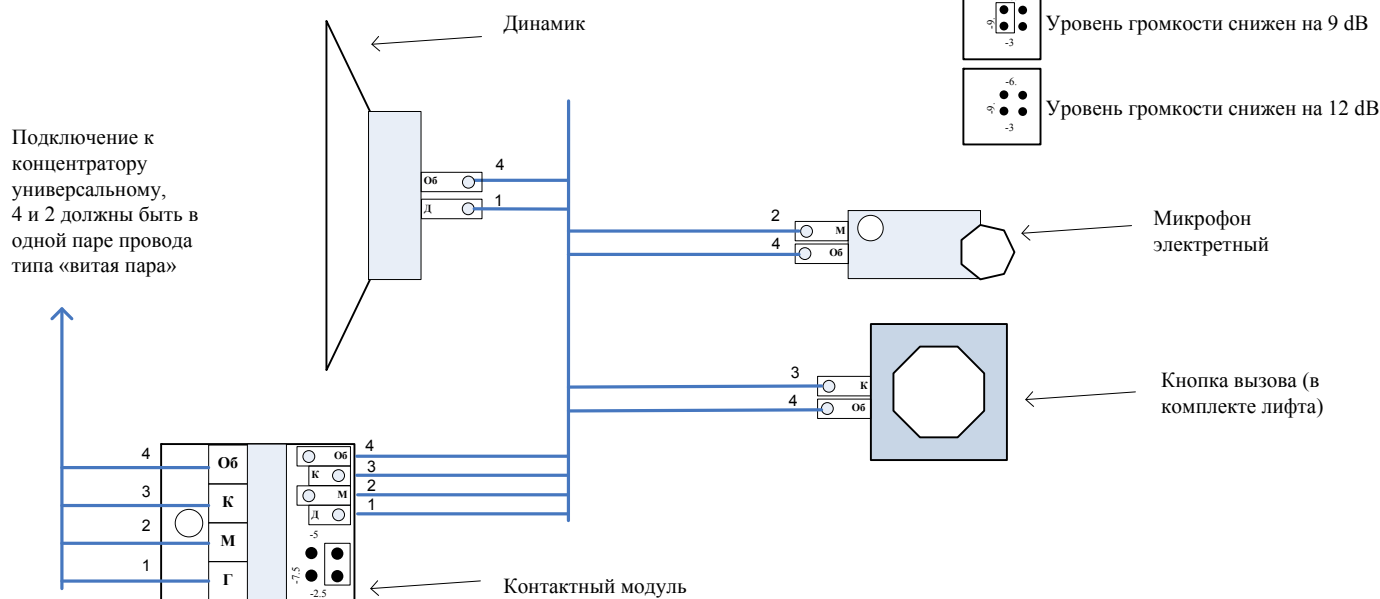 Динамик
-9.
-3
Уровень громкости снижен на 9 dB
-6.
-9.
-3
Уровень громкости снижен на 12 dB
Подключение к
концентратору
универсальному,
4 и 2 должны быть в
одной паре провода
типа «витая пара»
Об
4
Д
1
2
М
4
Об
Микрофон
электретный
3
К
4
Об
Кнопка вызова (в
комплекте лифта)
4
Об
3
К
2
М
1
Г
Об
4
К
3
М
2
Д
1
-5
-7.5
-2.5
Контактный модуль